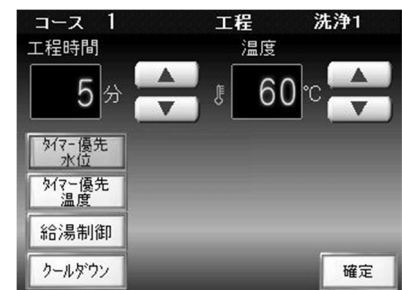 コース 1 工程 洗浄1
工程時間 温度
5 分 60 ℃
▲ ▲
▼ ▼
ﾀｲﾏｰ優先
水位
ﾀｲﾏｰ優先
温度
給湯制御
ｸｰﾙﾀﾞｳﾝ
確定